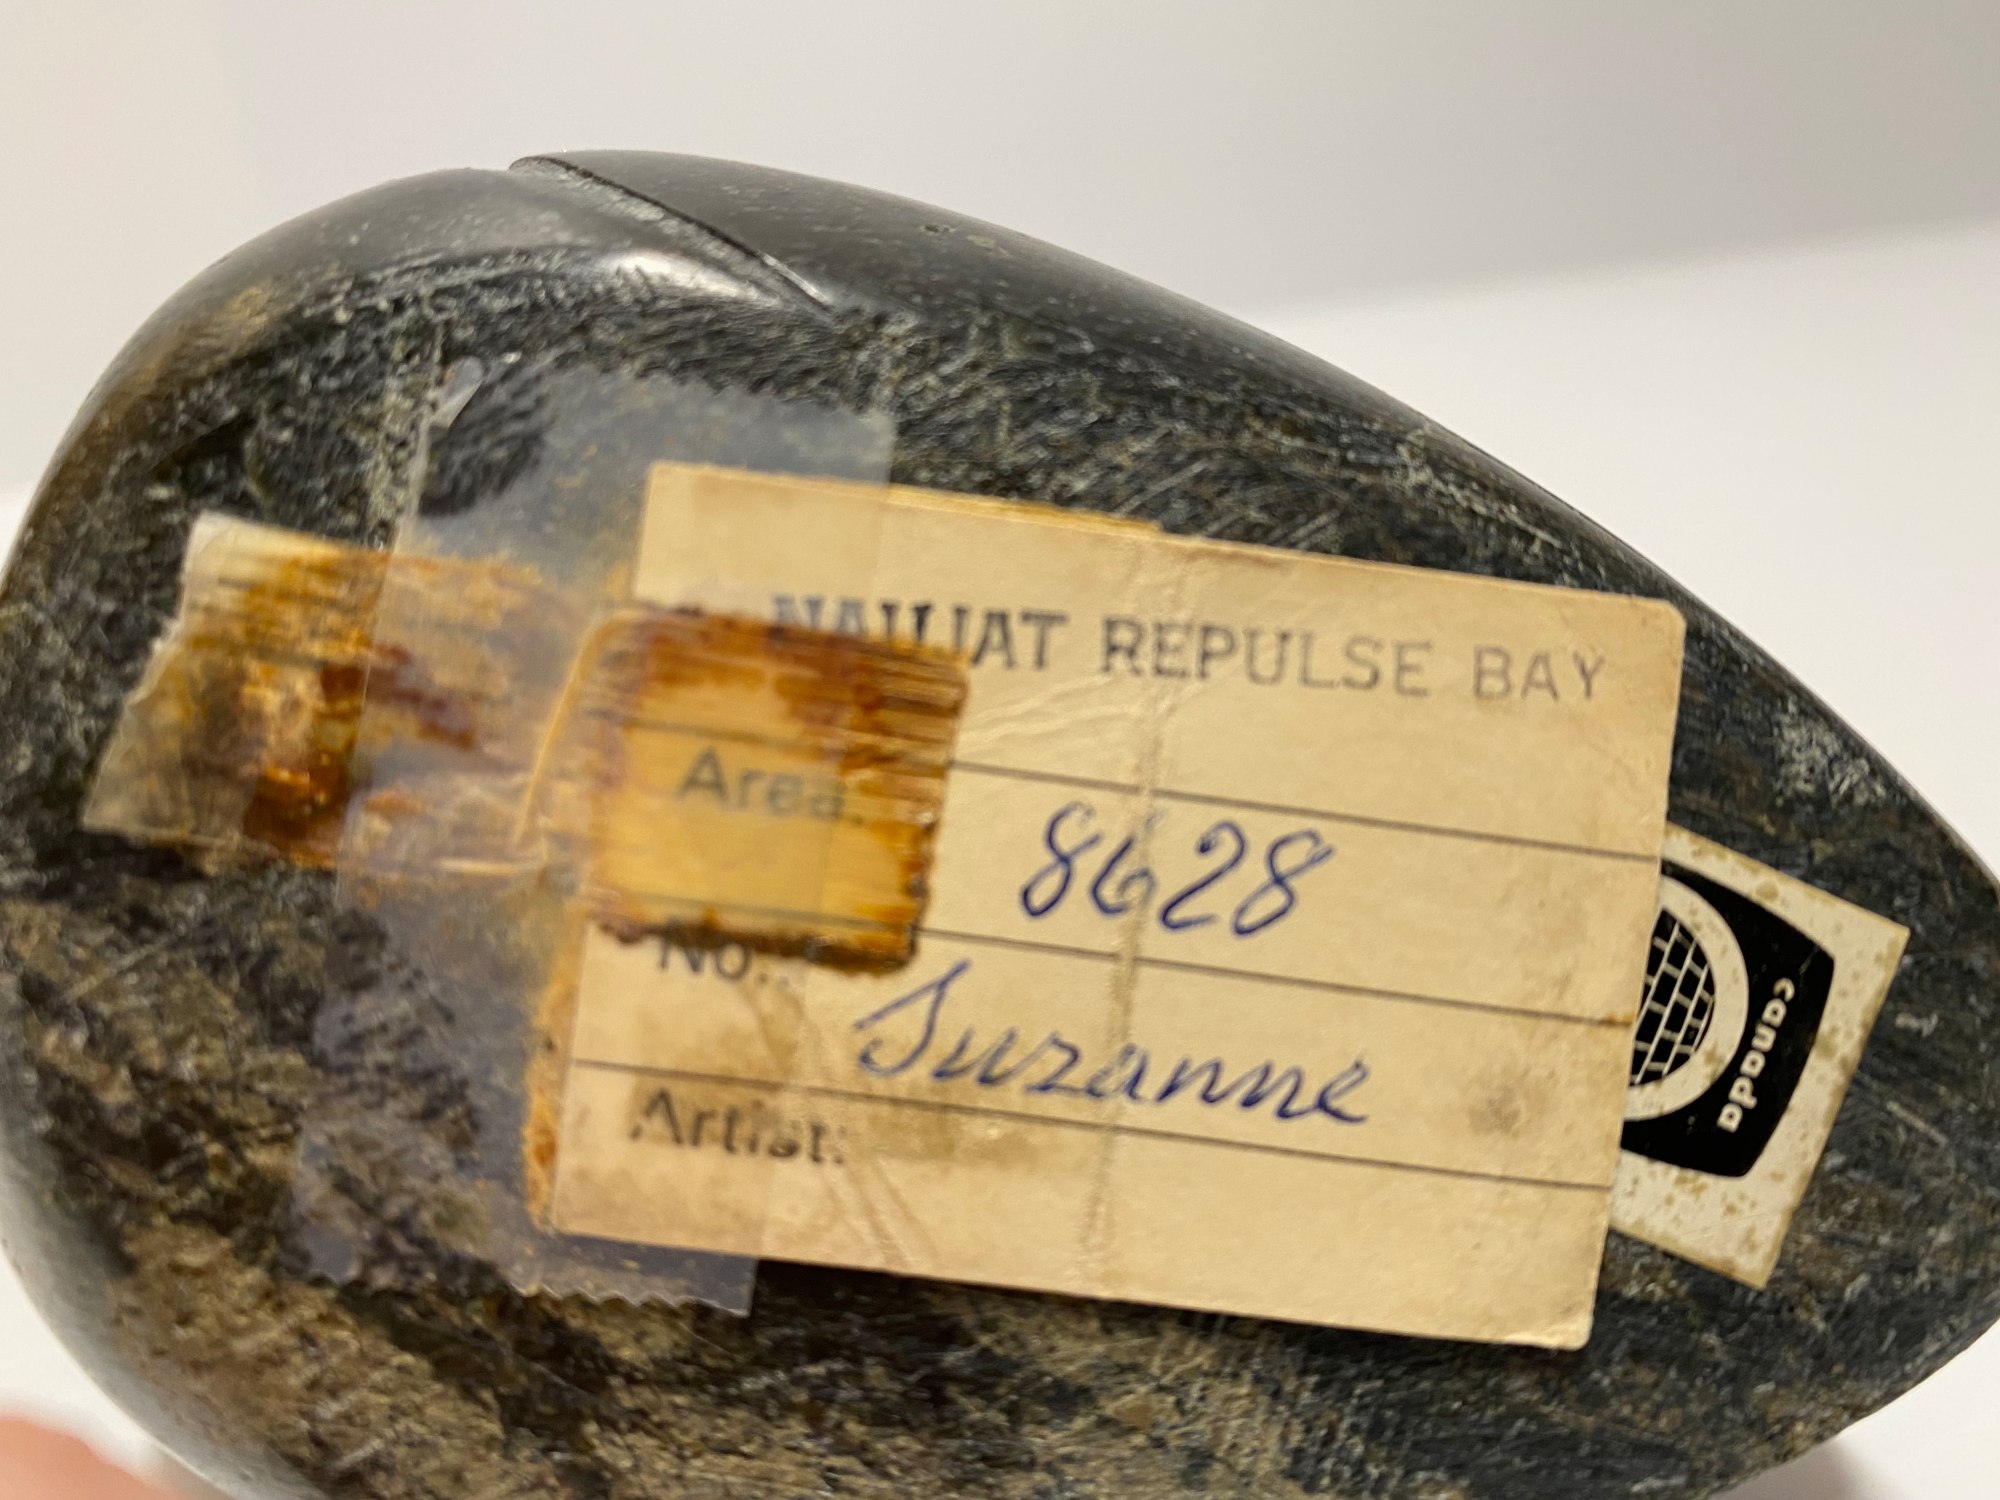 NAUJAT REPULSE BAY
Area:
8628
No.:
Suzanne
Artist:
canada